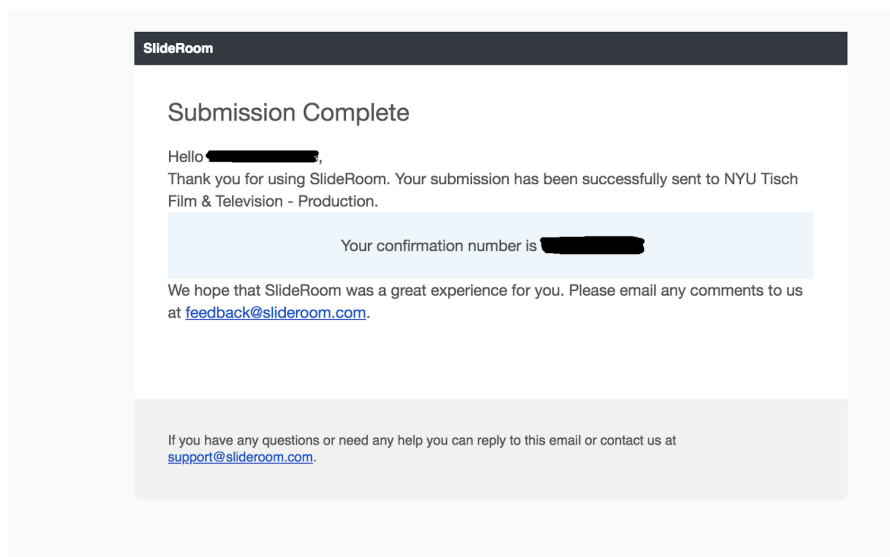 SlideRoom
Submission Complete
Hello ,
Thank you for using SlideRoom. Your submission has been successfully sent to NYU Tisch
Film & Television - Production.
Your confirmation number is
We hope that SlideRoom was a great experience for you. Please email any comments to us
at feedback@slideroom.com.
If you have any questions or need any help you can reply to this email or contact us at
support@slideroom.com.